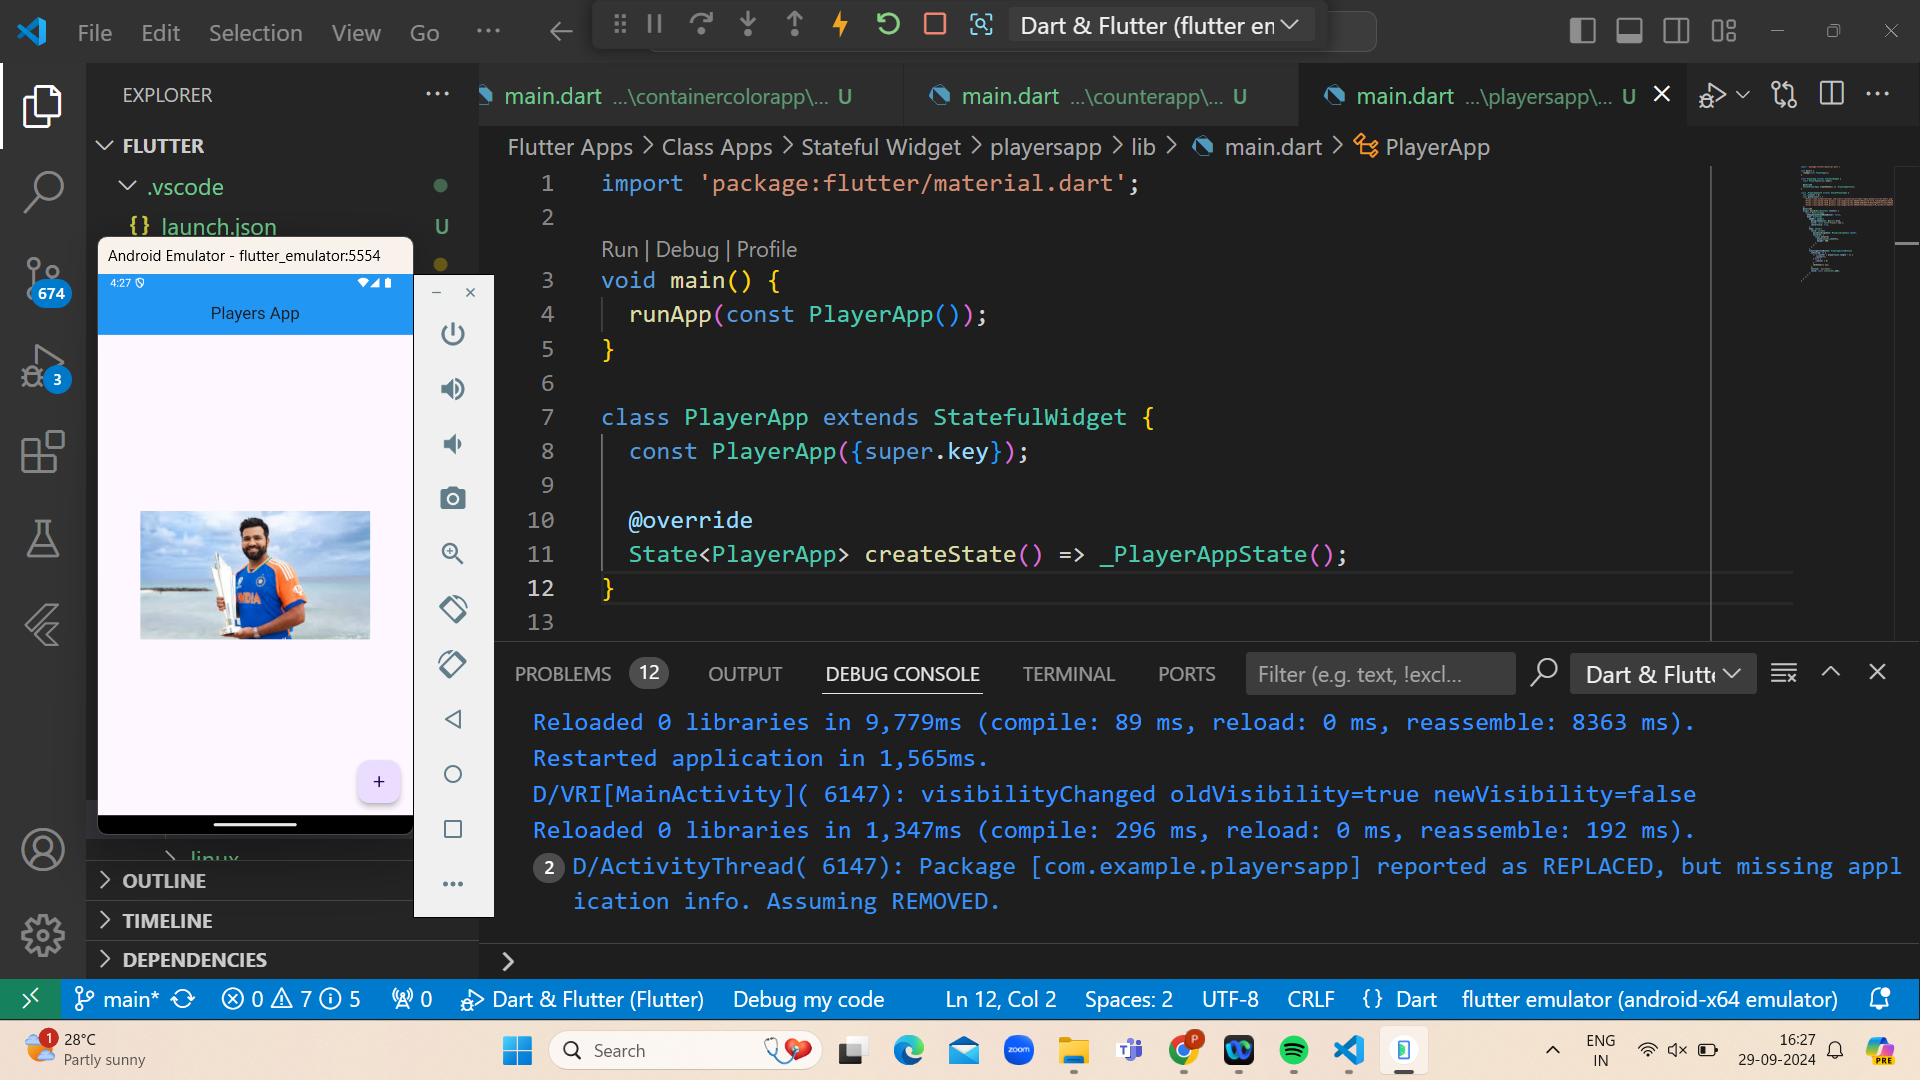 File Edit Selection View Go ...
Dart & Flutter (flutter en
EXPLORER
main.dart ...\containercolorapp\... U
main.dart ...\counterapp\... U
main.dart ...\playersapp\... U
FLUTTER
.vscode
{} launch.json U
Flutter Apps > Class Apps > Stateful Widget > playersapp > lib > main.dart > PlayerApp
1 import 'package:flutter/material.dart';
2
Run | Debug | Profile
3 void main() {
4 runApp(const PlayerApp());
5 }
6
7 class PlayerApp extends StatefulWidget {
8 const PlayerApp({super.key});
9
10 @override
11 State<PlayerApp> createState() => _PlayerAppState();
12 }
13
674
3
Android Emulator - flutter_emulator:5554
4:27
Players App
INDIA
+
linux
OUTLINE
TIMELINE
DEPENDENCIES
PROBLEMS 12 OUTPUT DEBUG CONSOLE TERMINAL PORTS
Filter (e.g. text, !excl...
Dart & Flutte
Reloaded 0 libraries in 9,779ms (compile: 89 ms, reload: 0 ms, reassemble: 8363 ms).
Restarted application in 1,565ms.
D/VRI[MainActivity]( 6147): visibilityChanged oldVisibility=true newVisibility=false
Reloaded 0 libraries in 1,347ms (compile: 296 ms, reload: 0 ms, reassemble: 192 ms).
2 D/ActivityThread( 6147): Package [com.example.playersapp] reported as REPLACED, but missing appl
ication info. Assuming REMOVED.
>
main* 0 7 5 0 Dart & Flutter (Flutter) Debug my code Ln 12, Col 2 Spaces: 2 UTF-8 CRLF {} Dart flutter emulator (android-x64 emulator)
1
28°C
Partly sunny
Search
zoom
P
ENG
IN
16:27
29-09-2024
PRE